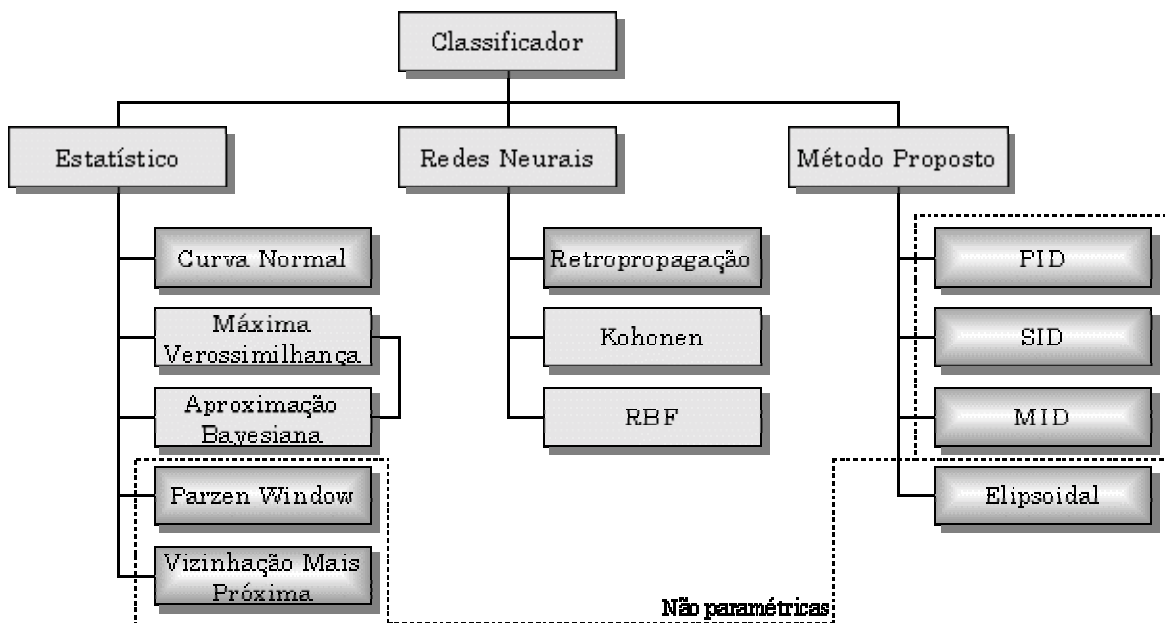 Classificador
Estatístico
Redes Neurais
Método Proposto
Curva Normal
Máxima
Verossimilhança
Aproximação
Bayesiana
Parzen Window
Vizinhação Mais
Próxima
Retropropagação
Kohonen
RBF
PID
SID
MID
Elipsoidal
Não paramétricas